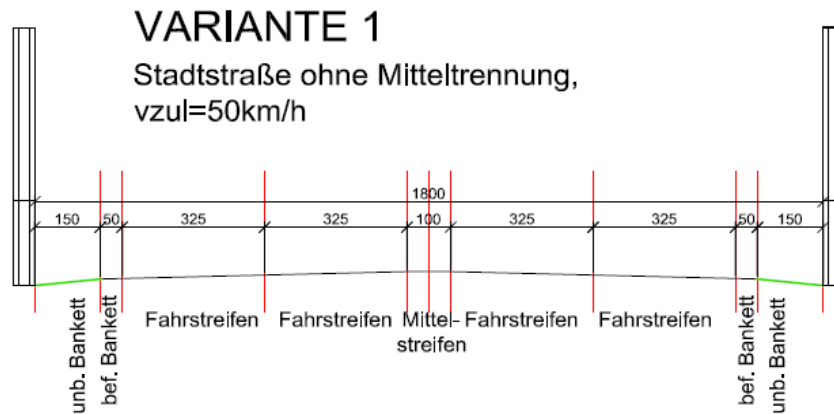 VARIANTE 1
Stadtstraße ohne Mitteltrennung,
vzul=50km/h
1800
150 50 325 325 100 325 325 50 150
unb. Bankett
bef. Bankett
Fahrstreifen
Fahrstreifen
Mittel-
streifen
Fahrstreifen
Fahrstreifen
bef. Bankett
unb. Bankett